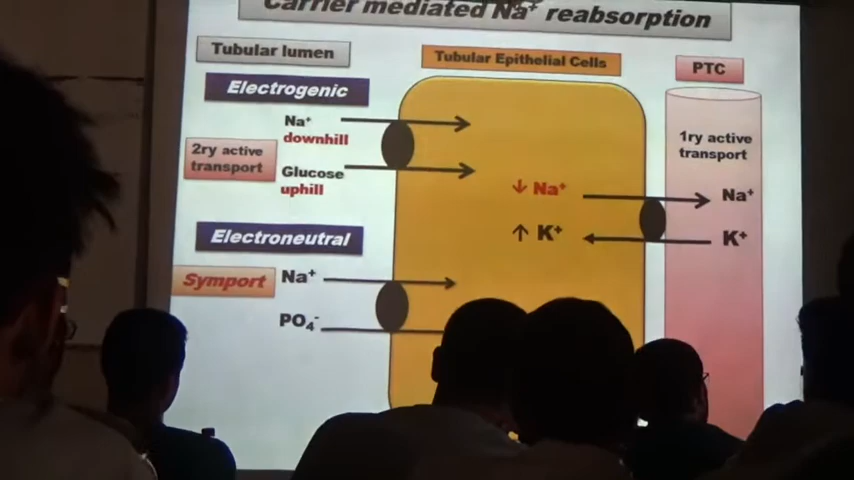 Carrier mediated Na⁺ reabsorption
Tubular lumen
Tubular Epithelial Cells
PTC
Electrogenic
Na⁺
downhill
2ry active
transport
Glucose
uphill
1ry active
transport
↓ Na⁺
Na⁺
↑ K⁺
K⁺
Electroneutral
Symport
Na⁺
PO₄⁻